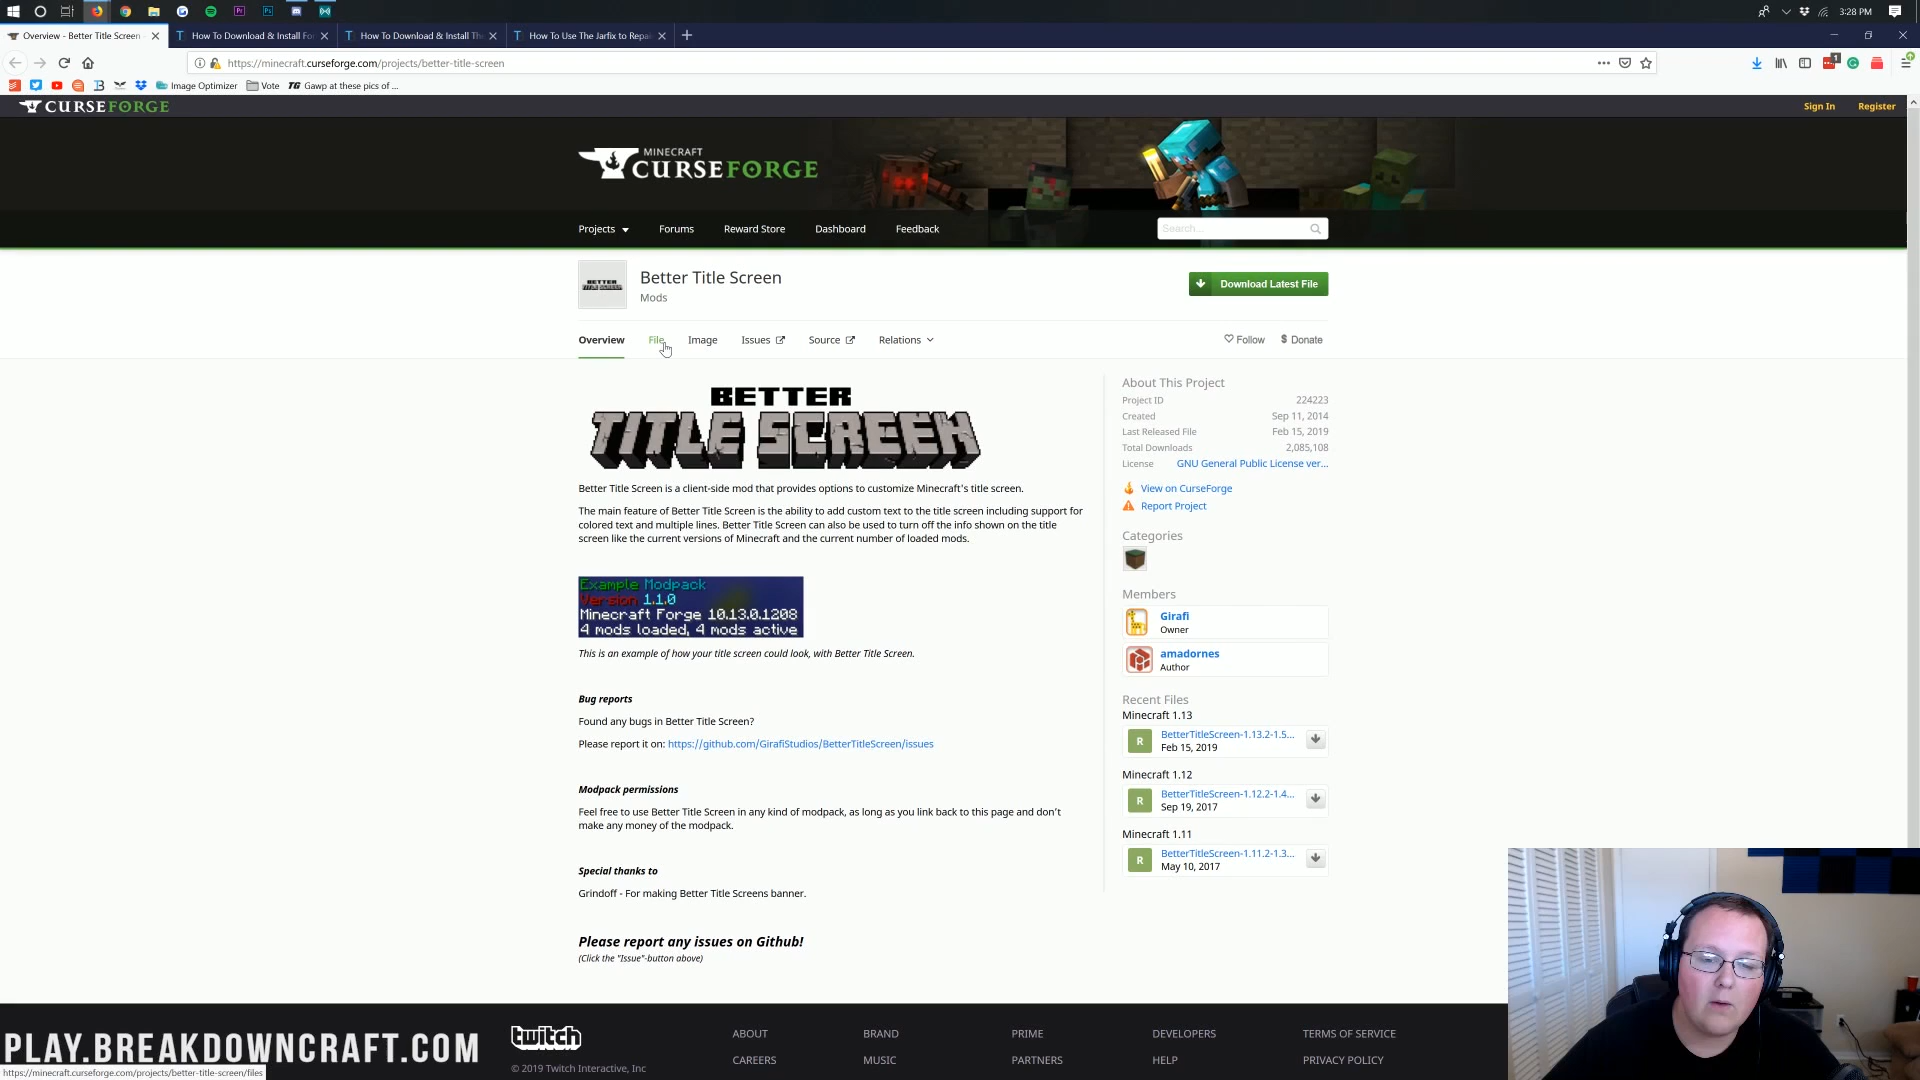 3:28 PM
Overview - Better Title Screen
How To Download & Install Fo
How To Download & Install Th
How To Use The Jarfix to Repai
https://minecraft.curseforge.com/projects/better-title-screen
Image Optimizer
Vote
TG Gawp at these pics of ...
CURSEFORGE
Sign In
Register
MINECRAFT
CURSEFORGE
Projects
Forums
Reward Store
Dashboard
Feedback
Search...
BETTER
TITLE SCREEN
Better Title Screen
Mods
Download Latest File
Overview
File
Image
Issues
Source
Relations
Follow
$ Donate
BETTER
TITLE SCREEN
Better Title Screen is a client-side mod that provides options to customize Minecraft's title screen.
The main feature of Better Title Screen is the ability to add custom text to the title screen including support for
colored text and multiple lines. Better Title Screen can also be used to turn off the info shown on the title
screen like the current versions of Minecraft and the current number of loaded mods.
Example Modpack
Version 1.1.0
Minecraft Forge 10.13.0.1208
4 mods loaded, 4 mods active
This is an example of how your title screen could look, with Better Title Screen.
Bug reports
Found any bugs in Better Title Screen?
Please report it on: https://github.com/GirafiStudios/BetterTitleScreen/issues
Modpack permissions
Feel free to use Better Title Screen in any kind of modpack, as long as you link back to this page and don't
make any money of the modpack.
Special thanks to
Grindoff - For making Better Title Screens banner.
Please report any issues on Github!
(Click the "Issue"-button above)
About This Project
Project ID 224223
Created Sep 11, 2014
Last Released File Feb 15, 2019
Total Downloads 2,085,108
License GNU General Public License ver...
View on CurseForge
Report Project
Categories
Members
Girafi
Owner
amadornes
Author
Recent Files
Minecraft 1.13
R BetterTitleScreen-1.13.2-1.5...
Feb 15, 2019
Minecraft 1.12
R BetterTitleScreen-1.12.2-1.4...
Sep 19, 2017
Minecraft 1.11
R BetterTitleScreen-1.11.2-1.3...
May 10, 2017
PLAY.BREAKDOWNCRAFT.COM
https://minecraft.curseforge.com/projects/better-title-screen/files
twitch
© 2019 Twitch Interactive, Inc
ABOUT
BRAND
PRIME
DEVELOPERS
TERMS OF SERVICE
CAREERS
MUSIC
PARTNERS
HELP
PRIVACY POLICY